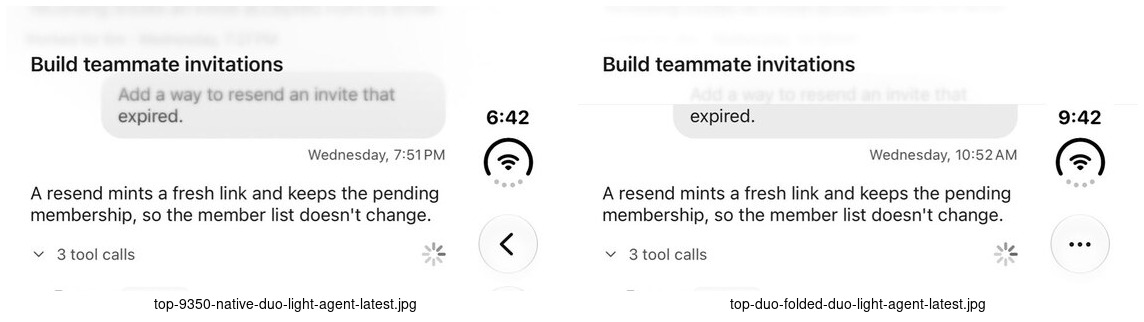 Build teammate invitations
Add a way to resend an invite that
expired.
6:42
Wednesday, 7:51 PM
A resend mints a fresh link and keeps the pending
membership, so the member list doesn't change.
3 tool calls
top-9350-native-duo-light-agent-latest.jpg
Build teammate invitations
Add a way to resend an invite that
expired.
9:42
Wednesday, 10:52 AM
A resend mints a fresh link and keeps the pending
membership, so the member list doesn't change.
3 tool calls
top-duo-folded-duo-light-agent-latest.jpg